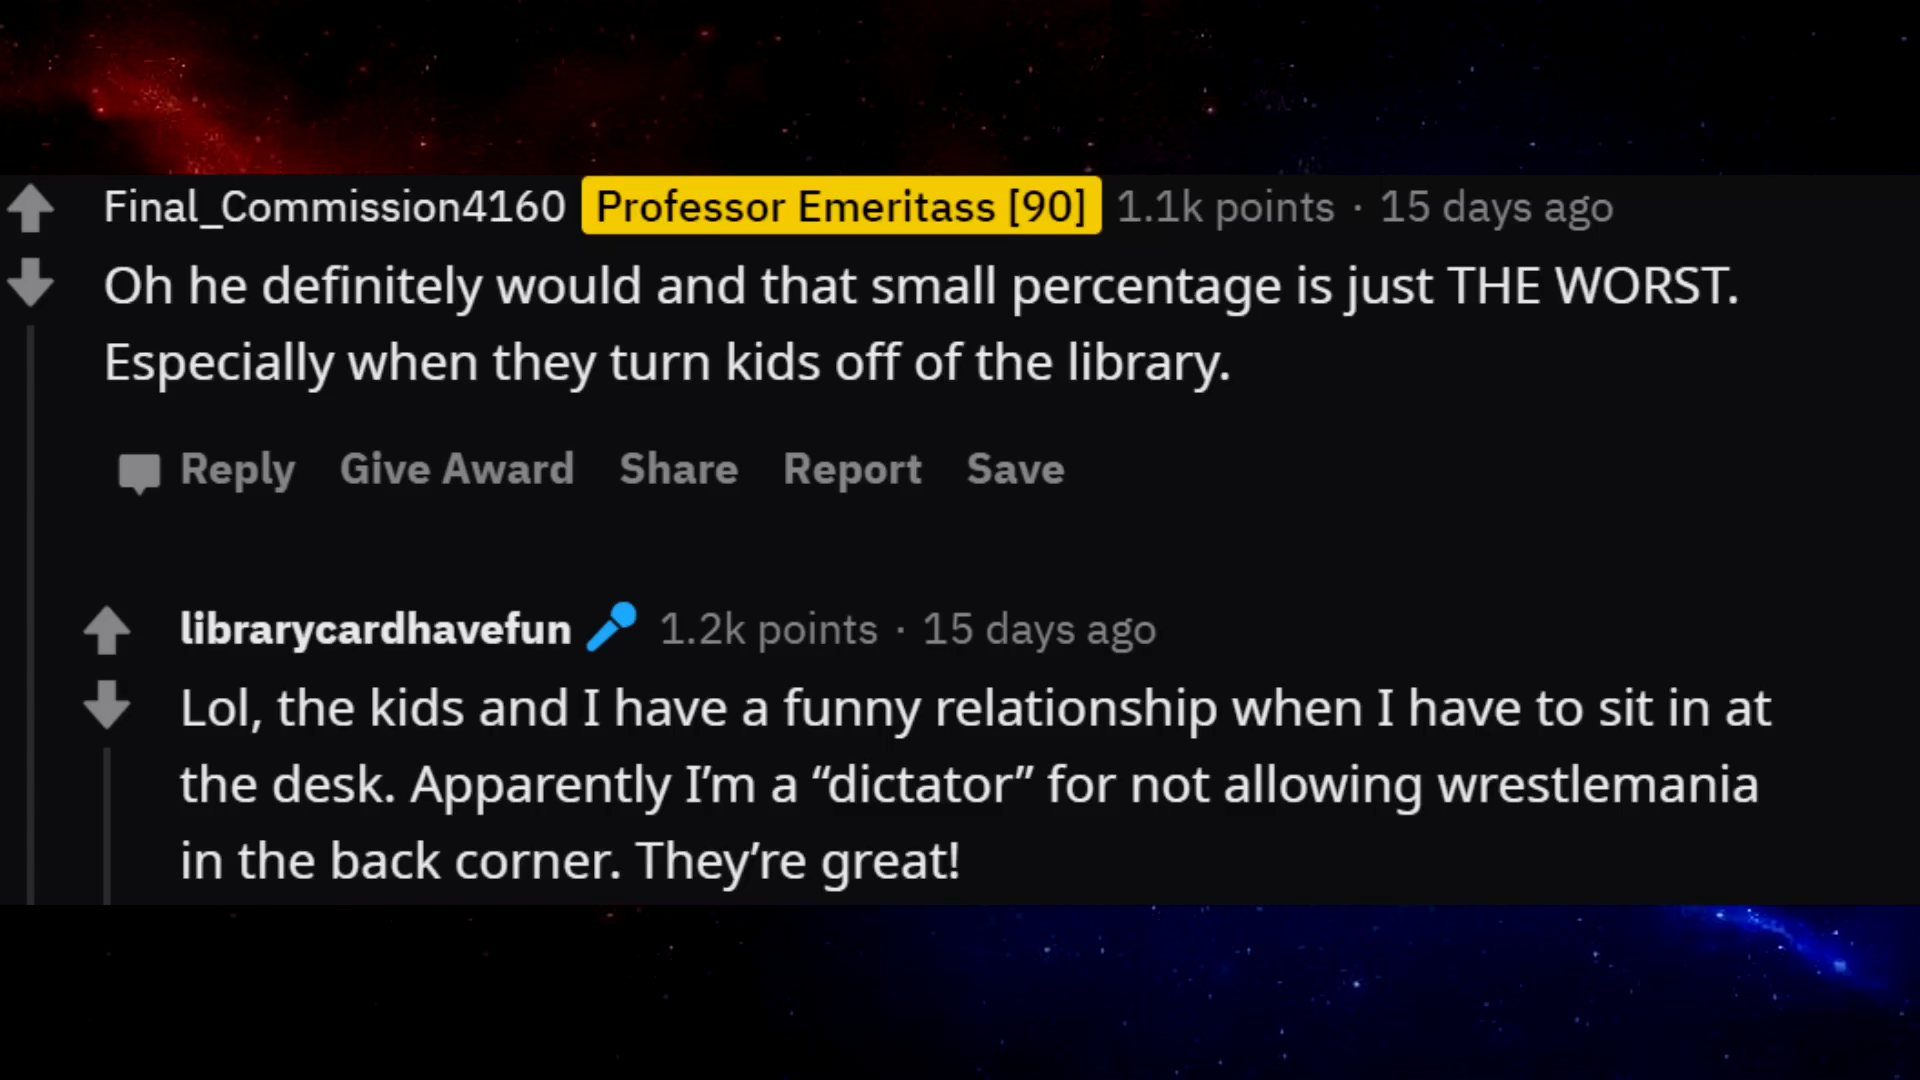 Final_Commission4160 Professor Emeritass [90] 1.1k points · 15 days ago
Oh he definitely would and that small percentage is just THE WORST.
Especially when they turn kids off of the library.
Reply Give Award Share Report Save
librarycardhavefun 1.2k points · 15 days ago
Lol, the kids and I have a funny relationship when I have to sit in at
the desk. Apparently I’m a “dictator” for not allowing wrestlemania
in the back corner. They’re great!